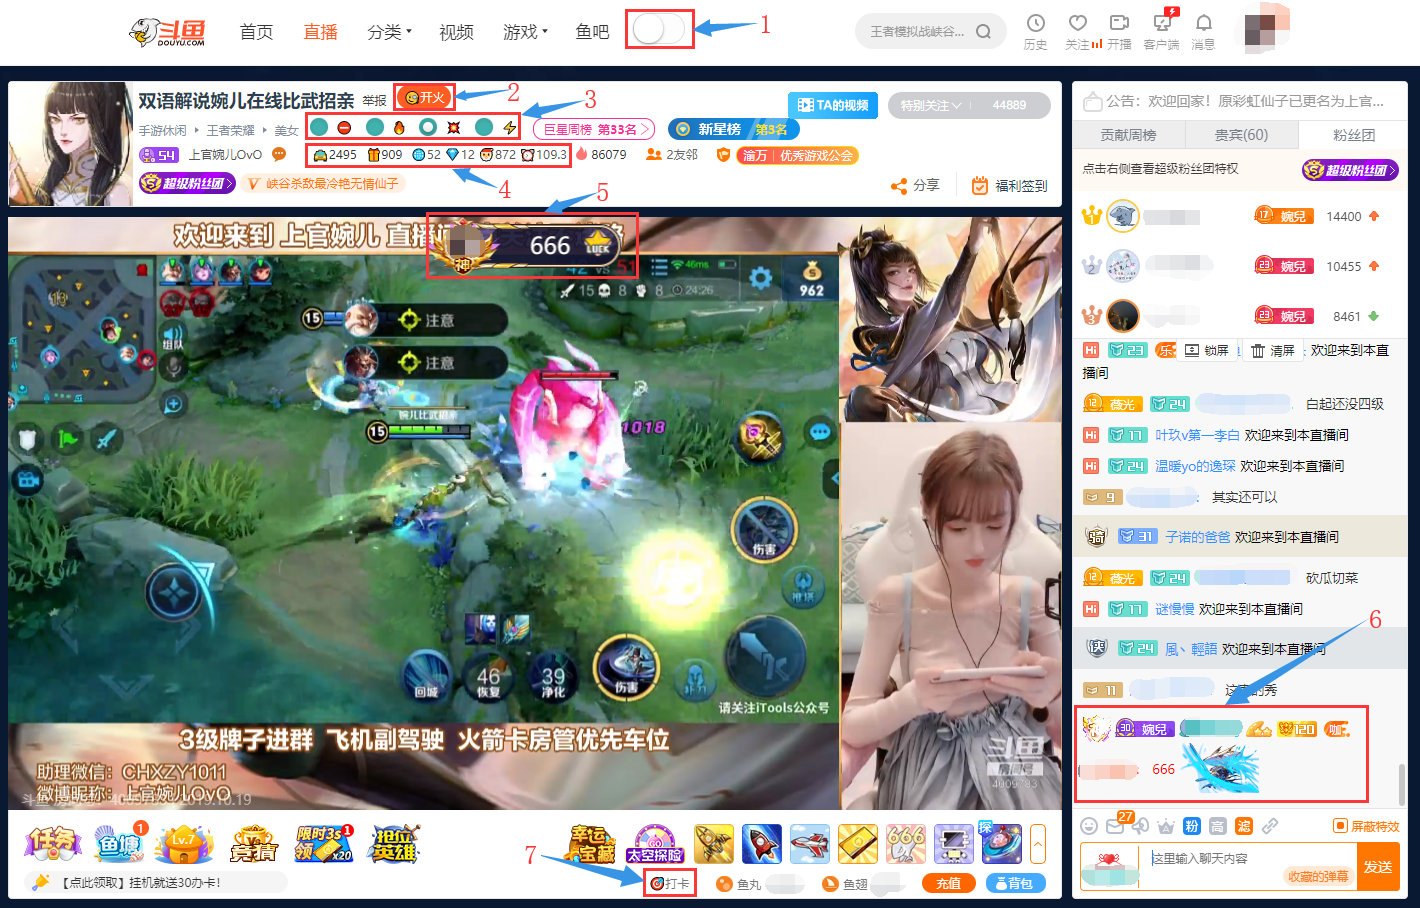 斗鱼
DOUYU.COM
首页
直播
分类
视频
游戏
鱼吧
1
王者模拟战峡谷...
历史
关注
开播
客户端
消息
双语解说婉儿在线比武招亲
举报
开火
2
3
TA的视频
特别关注
44889
手游休闲
王者荣耀
美女
巨星周榜 第33名
新星榜
第3名
54
上官婉儿OvO
2495
909
52
12
872
109.3
86079
2友邻
渝万
优秀游戏公会
超级粉丝团
峡谷杀敌最冷艳无情仙子
4
5
分享
福利签到
欢迎来到 上官婉儿 直播
神
666
LUCK
vs
46ms
15
8
8
24:26
962
组队
15
注意
注意
婉儿比武招亲
15
1018
伤害
推塔
回城
46
恢复
39
净化
伤害
扑刀
请关注iTools公众号
3级牌子进群 飞机副驾驶 火箭卡房管优先车位
助理微信：CHXZY1011
微博昵称：上官婉儿OvO
斗鱼
房间号
4009783
任务
鱼塘
1
Lv.7
竞猜
限时3s
领
x20
1
抢位
英雄
幸运
宝藏
太空探险
666
探
【点此领取】挂机就送30办卡!
7
打卡
鱼丸
鱼翅
充值
背包
公告：欢迎回家！原彩虹仙子已更名为上官...
贡献周榜
贵宾(60)
粉丝团
点击右侧查看超级粉丝团特权
超级粉丝团
1
17 婉兒
14400
2
23 婉兒
10455
3
23 婉兒
8461
Hi
23
乐
锁屏
清屏
欢迎来到本直
播间
12 薇光
24
白起还没四级
Hi
17
叶玖v第一李白 欢迎来到本直播间
Hi
24
温暖yo的逸琛 欢迎来到本直播间
9
其实还可以
骑
31
子诺的爸爸 欢迎来到本直播间
12 薇光
24
砍瓜切菜
Hi
17
谜慢慢 欢迎来到本直播间
6
侠
24
風丶輕語 欢迎来到本直播间
11
30 婉兒
120
666
27
粉
高
滤
屏蔽特效
这里输入聊天内容
收藏的弹幕
发送